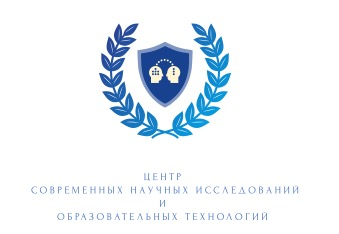 ЦЕНТР
СОВРЕМЕННЫХ НАУЧНЫХ ИССЛЕДОВАНИЙ
И
ОБРАЗОВАТЕЛЬНЫХ ТЕХНОЛОГИЙ